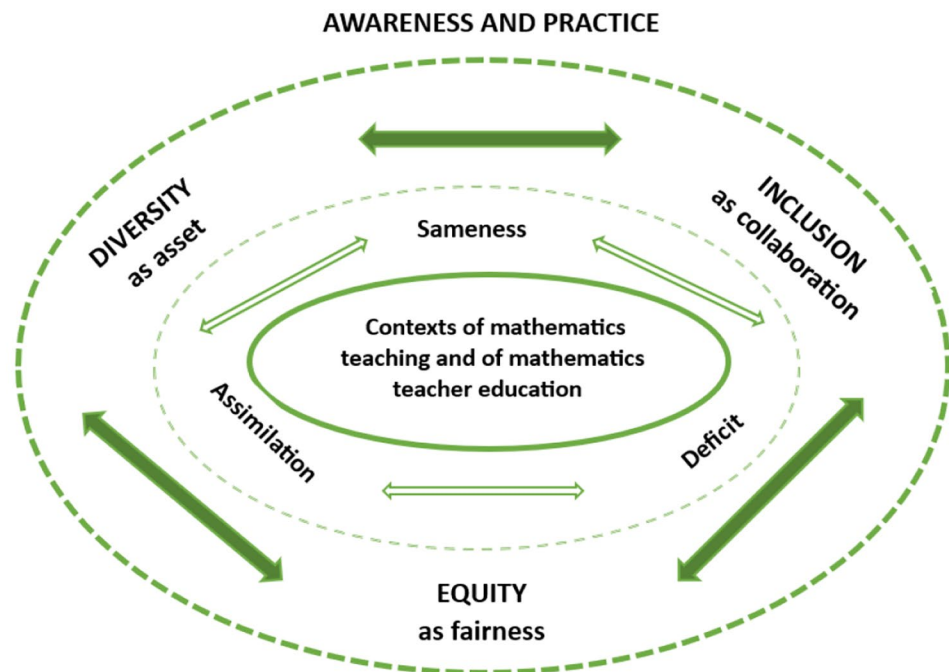 AWARENESS AND PRACTICE
DIVERSITY
as asset
INCLUSION
as collaboration
Sameness
Contexts of mathematics
teaching and of mathematics
teacher education
Assimilation
Deficit
EQUITY
as fairness